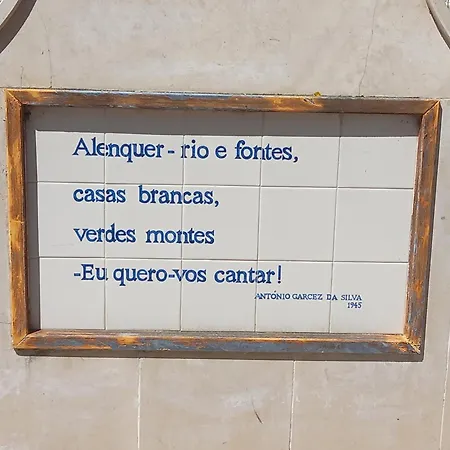 Alenquer - rio e fontes,
casas brancas,
verdes montes
-Eu quero-vos cantar!
ANTÓNIO GARCEZ DA SILVA
1945